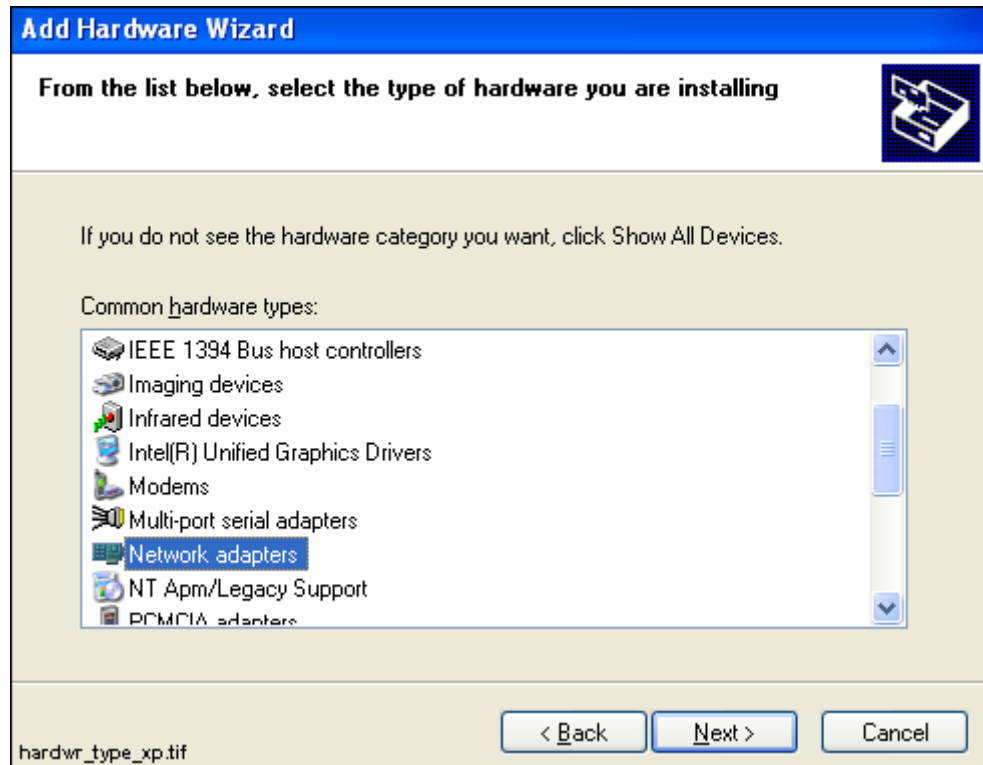 Add Hardware Wizard
From the list below, select the type of hardware you are installing
If you do not see the hardware category you want, click Show All Devices.
Common hardware types:
IEEE 1394 Bus host controllers
Imaging devices
Infrared devices
Intel(R) Unified Graphics Drivers
Modems
Multi-port serial adapters
Network adapters
NT Apm/Legacy Support
PCMCIA adapters
< Back
Next >
Cancel
hardwr_type_xp.tif